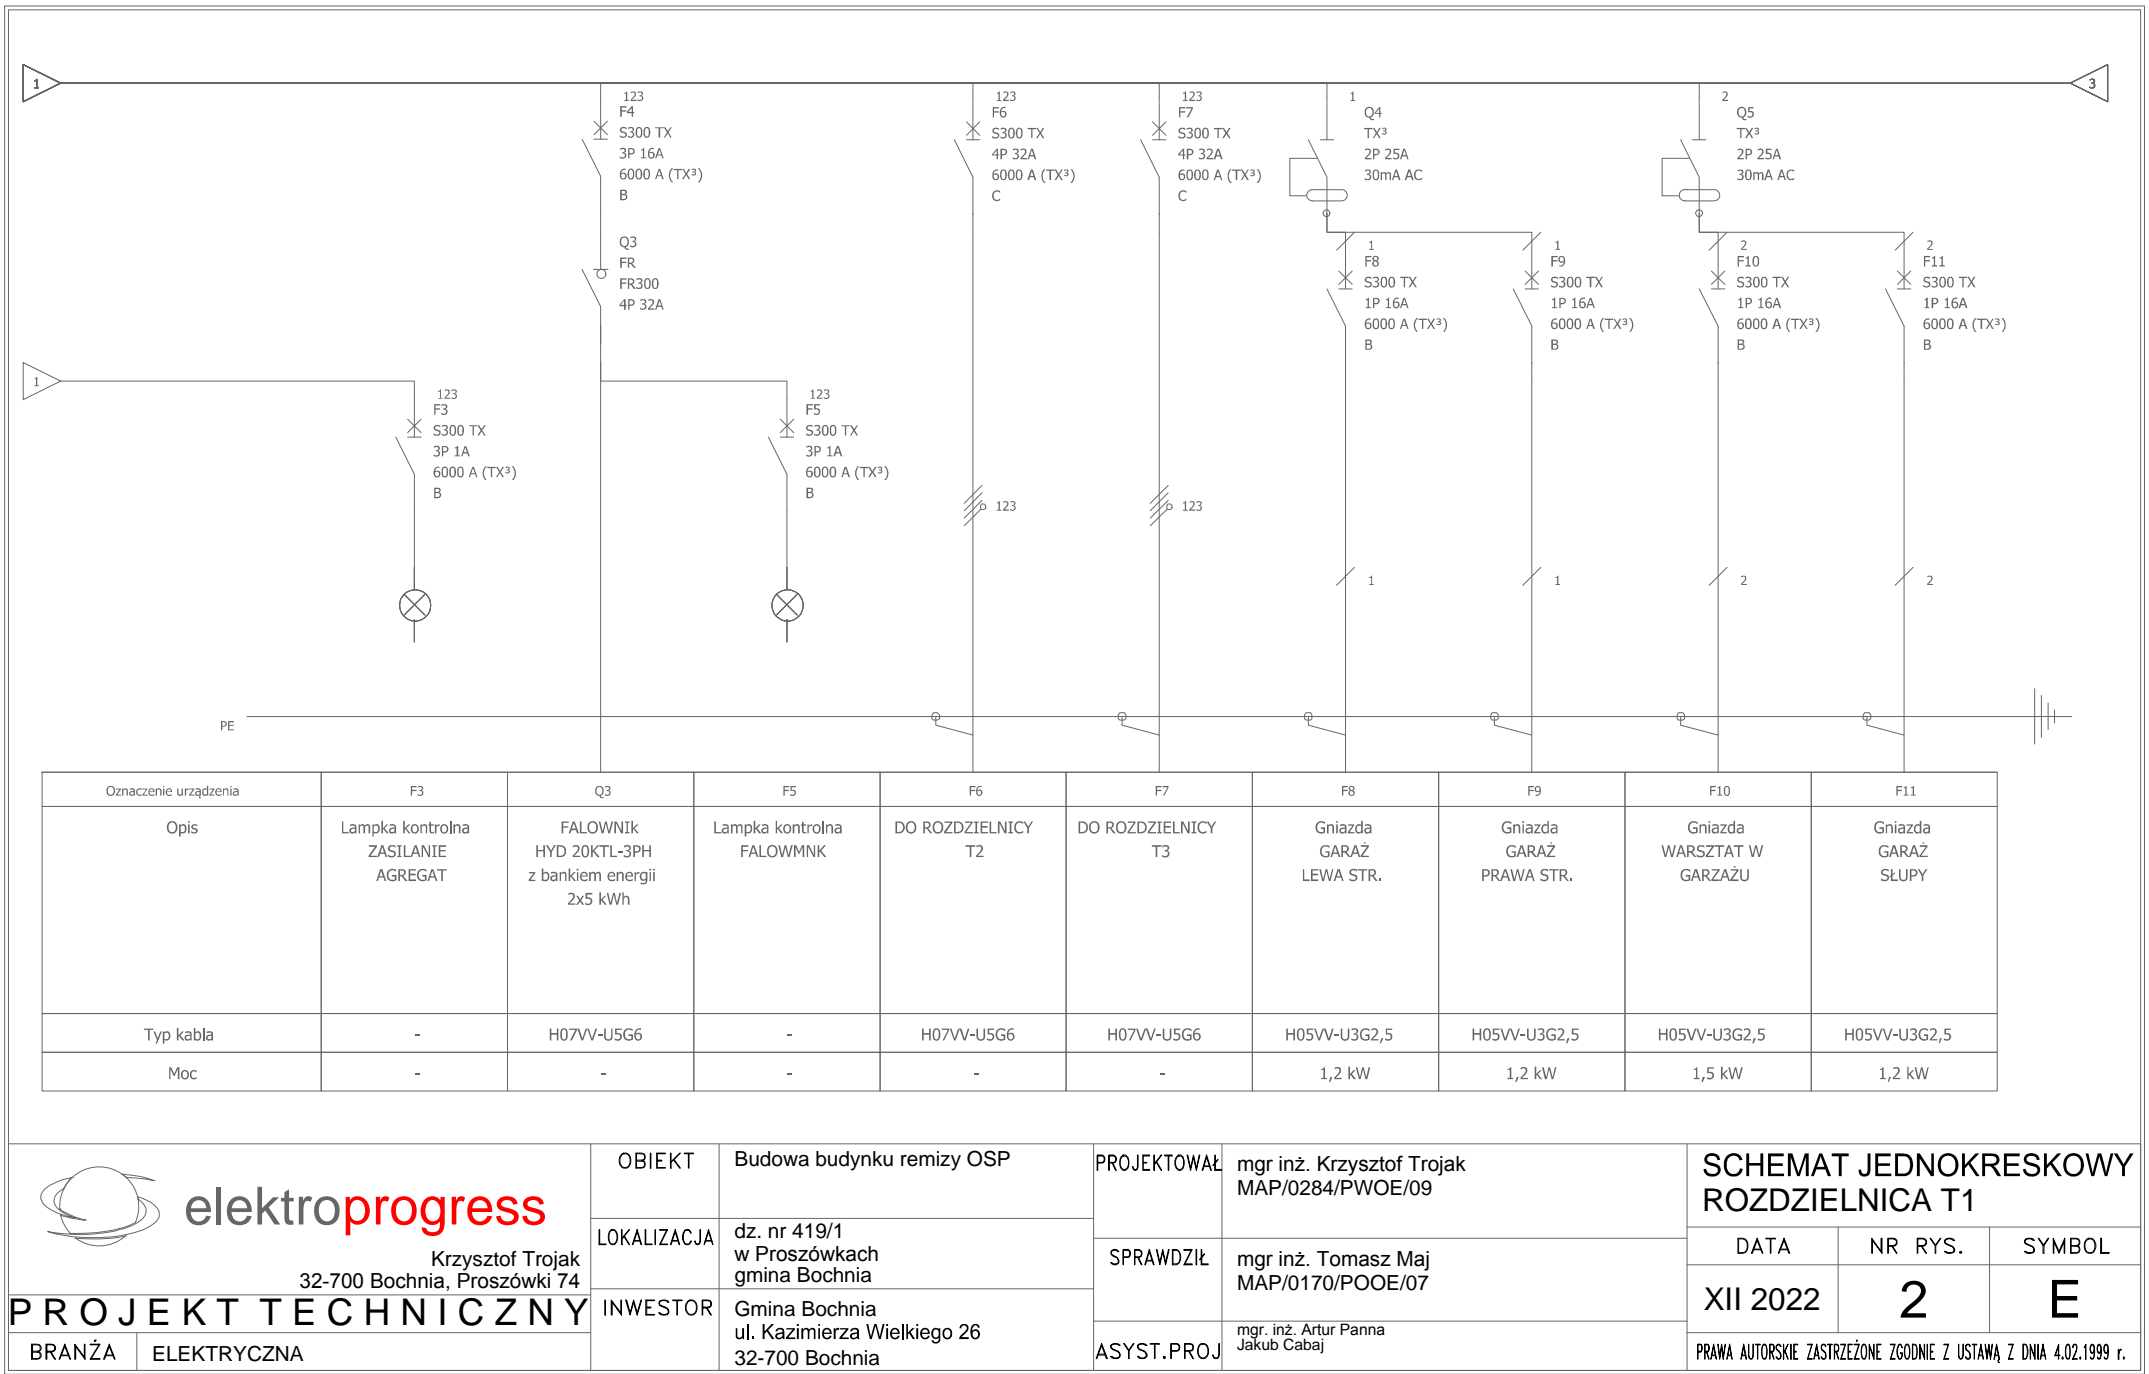 1
3
123
F4
S300 TX
3P 16A
6000 A (TX³)
B
Q3
FR
FR300
4P 32A
123
F6
S300 TX
4P 32A
6000 A (TX³)
C
123
F7
S300 TX
4P 32A
6000 A (TX³)
C
1
Q4
TX³
2P 25A
30mA AC
2
Q5
TX³
2P 25A
30mA AC
1
F8
S300 TX
1P 16A
6000 A (TX³)
B
1
F9
S300 TX
1P 16A
6000 A (TX³)
B
2
F10
S300 TX
1P 16A
6000 A (TX³)
B
2
F11
S300 TX
1P 16A
6000 A (TX³)
B
1
123
F3
S300 TX
3P 1A
6000 A (TX³)
B
123
F5
S300 TX
3P 1A
6000 A (TX³)
B
123
123
1
1
2
2
PE
Oznaczenie urządzenia F3 Q3 F5 F6 F7 F8 F9 F10 F11
Opis
Lampka kontrolna
ZASILANIE
AGREGAT
FALOWNIk
HYD 20KTL-3PH
z bankiem energii
2x5 kWh
Lampka kontrolna
FALOWMNK
DO ROZDZIELNICY
T2
DO ROZDZIELNICY
T3
Gniazda
GARAŻ
LEWA STR.
Gniazda
GARAŻ
PRAWA STR.
Gniazda
WARSZTAT W
GARZAŻU
Gniazda
GARAŻ
SŁUPY
Typ kabla - H07VV-U5G6 - H07VV-U5G6 H07VV-U5G6 H05VV-U3G2,5 H05VV-U3G2,5 H05VV-U3G2,5 H05VV-U3G2,5
Moc - - - - - 1,2 kW 1,2 kW 1,5 kW 1,2 kW
elektroprogress
Krzysztof Trojak
32-700 Bochnia, Proszówki 74
PROJEKT TECHNICZNY
BRANŻA ELEKTRYCZNA
OBIEKT
Budowa budynku remizy OSP
LOKALIZACJA
dz. nr 419/1
w Proszówkach
gmina Bochnia
INWESTOR
Gmina Bochnia
ul. Kazimierza Wielkiego 26
32-700 Bochnia
PROJEKTOWAŁ
mgr inż. Krzysztof Trojak
MAP/0284/PWOE/09
SPRAWDZIŁ
mgr inż. Tomasz Maj
MAP/0170/POOE/07
ASYST.PROJ
mgr. inż. Artur Panna
Jakub Cabaj
SCHEMAT JEDNOKRESKOWY
ROZDZIELNICA T1
DATA NR RYS. SYMBOL
XII 2022 2 E
PRAWA AUTORSKIE ZASTRZEŻONE ZGODNIE Z USTAWĄ Z DNIA 4.02.1999 r.